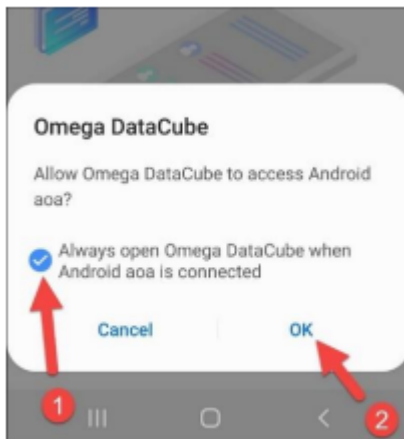 Omega DataCube
Allow Omega DataCube to access Android
aoa?
Always open Omega DataCube when
Android aoa is connected
Cancel OK
1 2